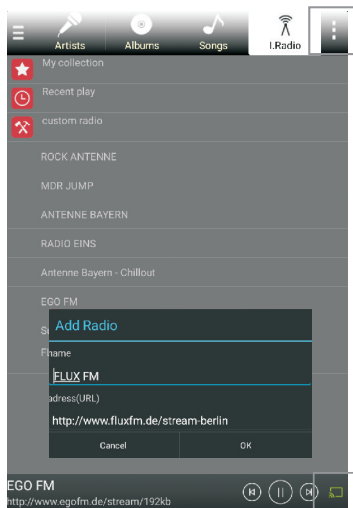 Artists Albums Songs I.Radio
My collection
Recent play
custom radio
ROCK ANTENNE
MDR JUMP
ANTENNE BAYERN
RADIO EINS
Antenne Bayern - Chillout
EGO FM
Add Radio
name
FLUX FM
adress(URL)
http://www.fluxfm.de/stream-berlin
Cancel OK
EGO FM
http://www.egofm.de/stream/192kb